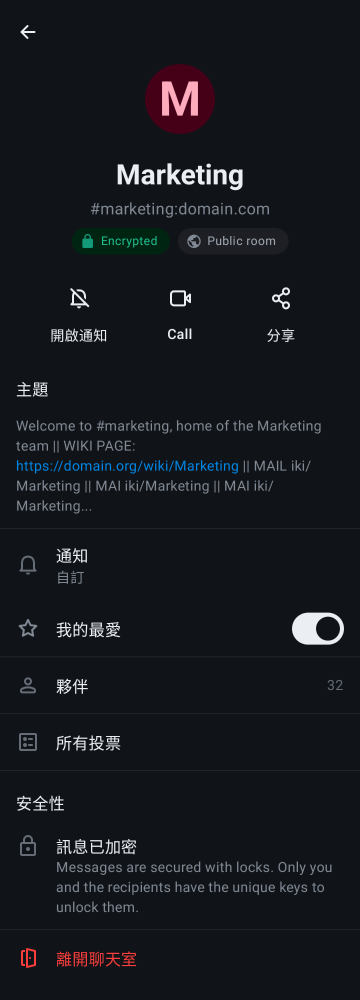 M
Marketing
#marketing:domain.com
Encrypted
Public room
開啟通知
Call
分享
主題
Welcome to #marketing, home of the Marketing
team || WIKI PAGE:
https://domain.org/wiki/Marketing || MAIL iki/
Marketing || MAI iki/Marketing || MAI iki/
Marketing...
通知
自訂
我的最愛
夥伴 32
所有投票
安全性
訊息已加密
Messages are secured with locks. Only you
and the recipients have the unique keys to
unlock them.
離開聊天室